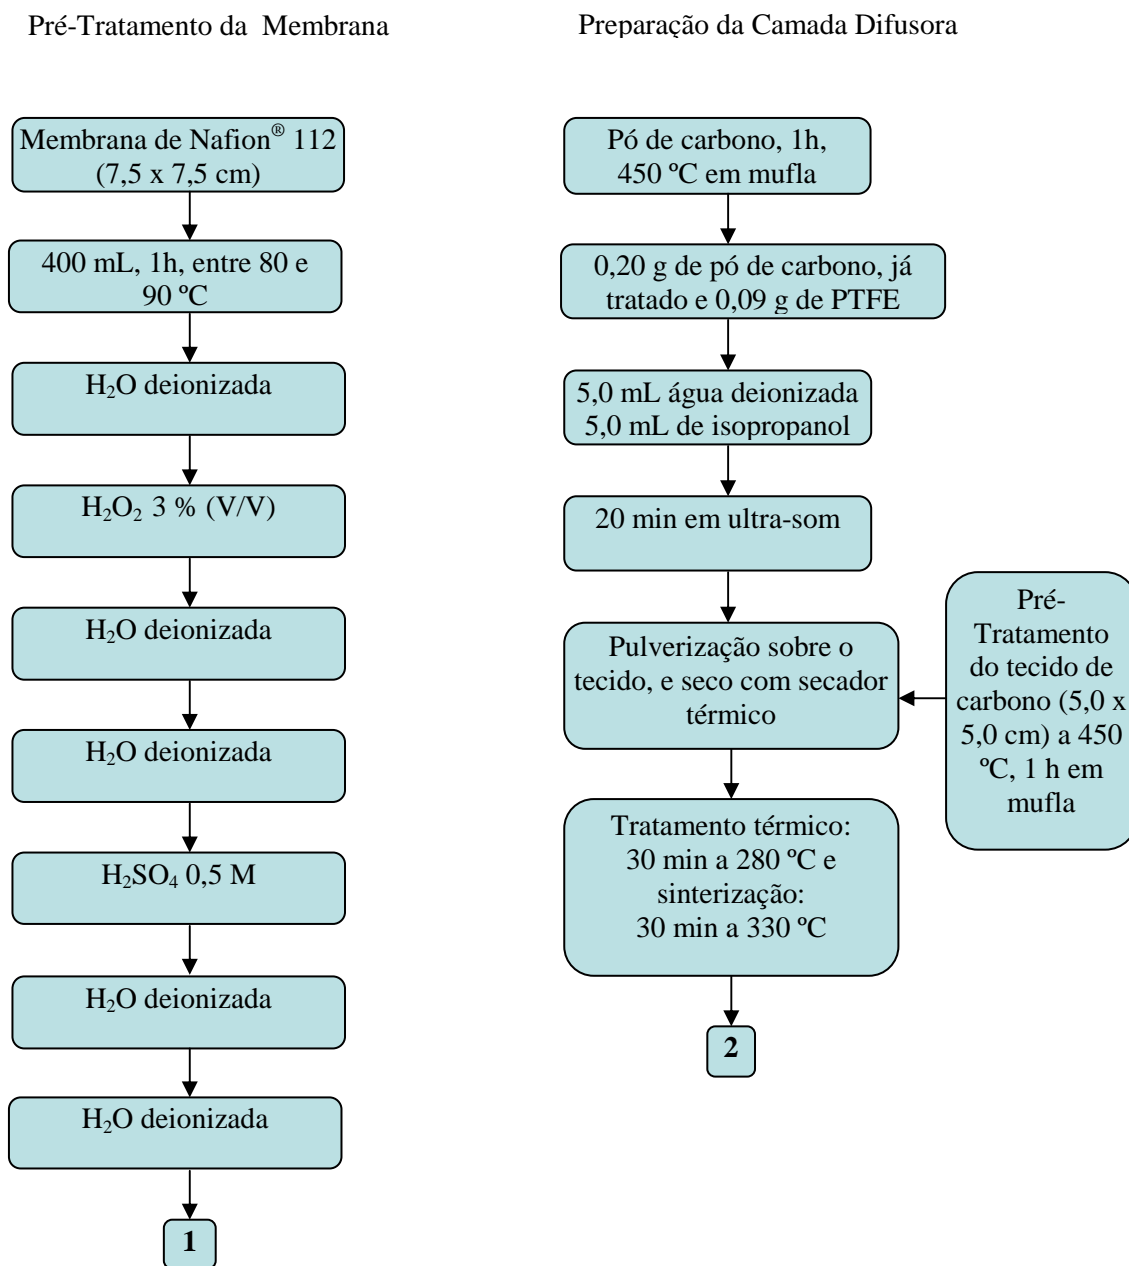 Pré-Tratamento da  Membrana
Membrana de Nafion® 112
(7,5 x 7,5 cm)
400 mL, 1h, entre 80 e
90 ºC
H₂O deionizada
H₂O₂ 3 % (V/V)
H₂O deionizada
H₂O deionizada
H₂SO₄ 0,5 M
H₂O deionizada
H₂O deionizada
1
Preparação da Camada Difusora
Pó de carbono, 1h,
450 ºC em mufla
0,20 g de pó de carbono, já
tratado e 0,09 g de PTFE
5,0 mL água deionizada
5,0 mL de isopropanol
20 min em ultra-som
Pulverização sobre o
tecido, e seco com secador
térmico
Pré-
Tratamento
do tecido de
carbono (5,0 x
5,0 cm) a 450
ºC, 1 h em
mufla
Tratamento térmico:
30 min a 280 ºC e
sinterização:
30 min a 330 ºC
2